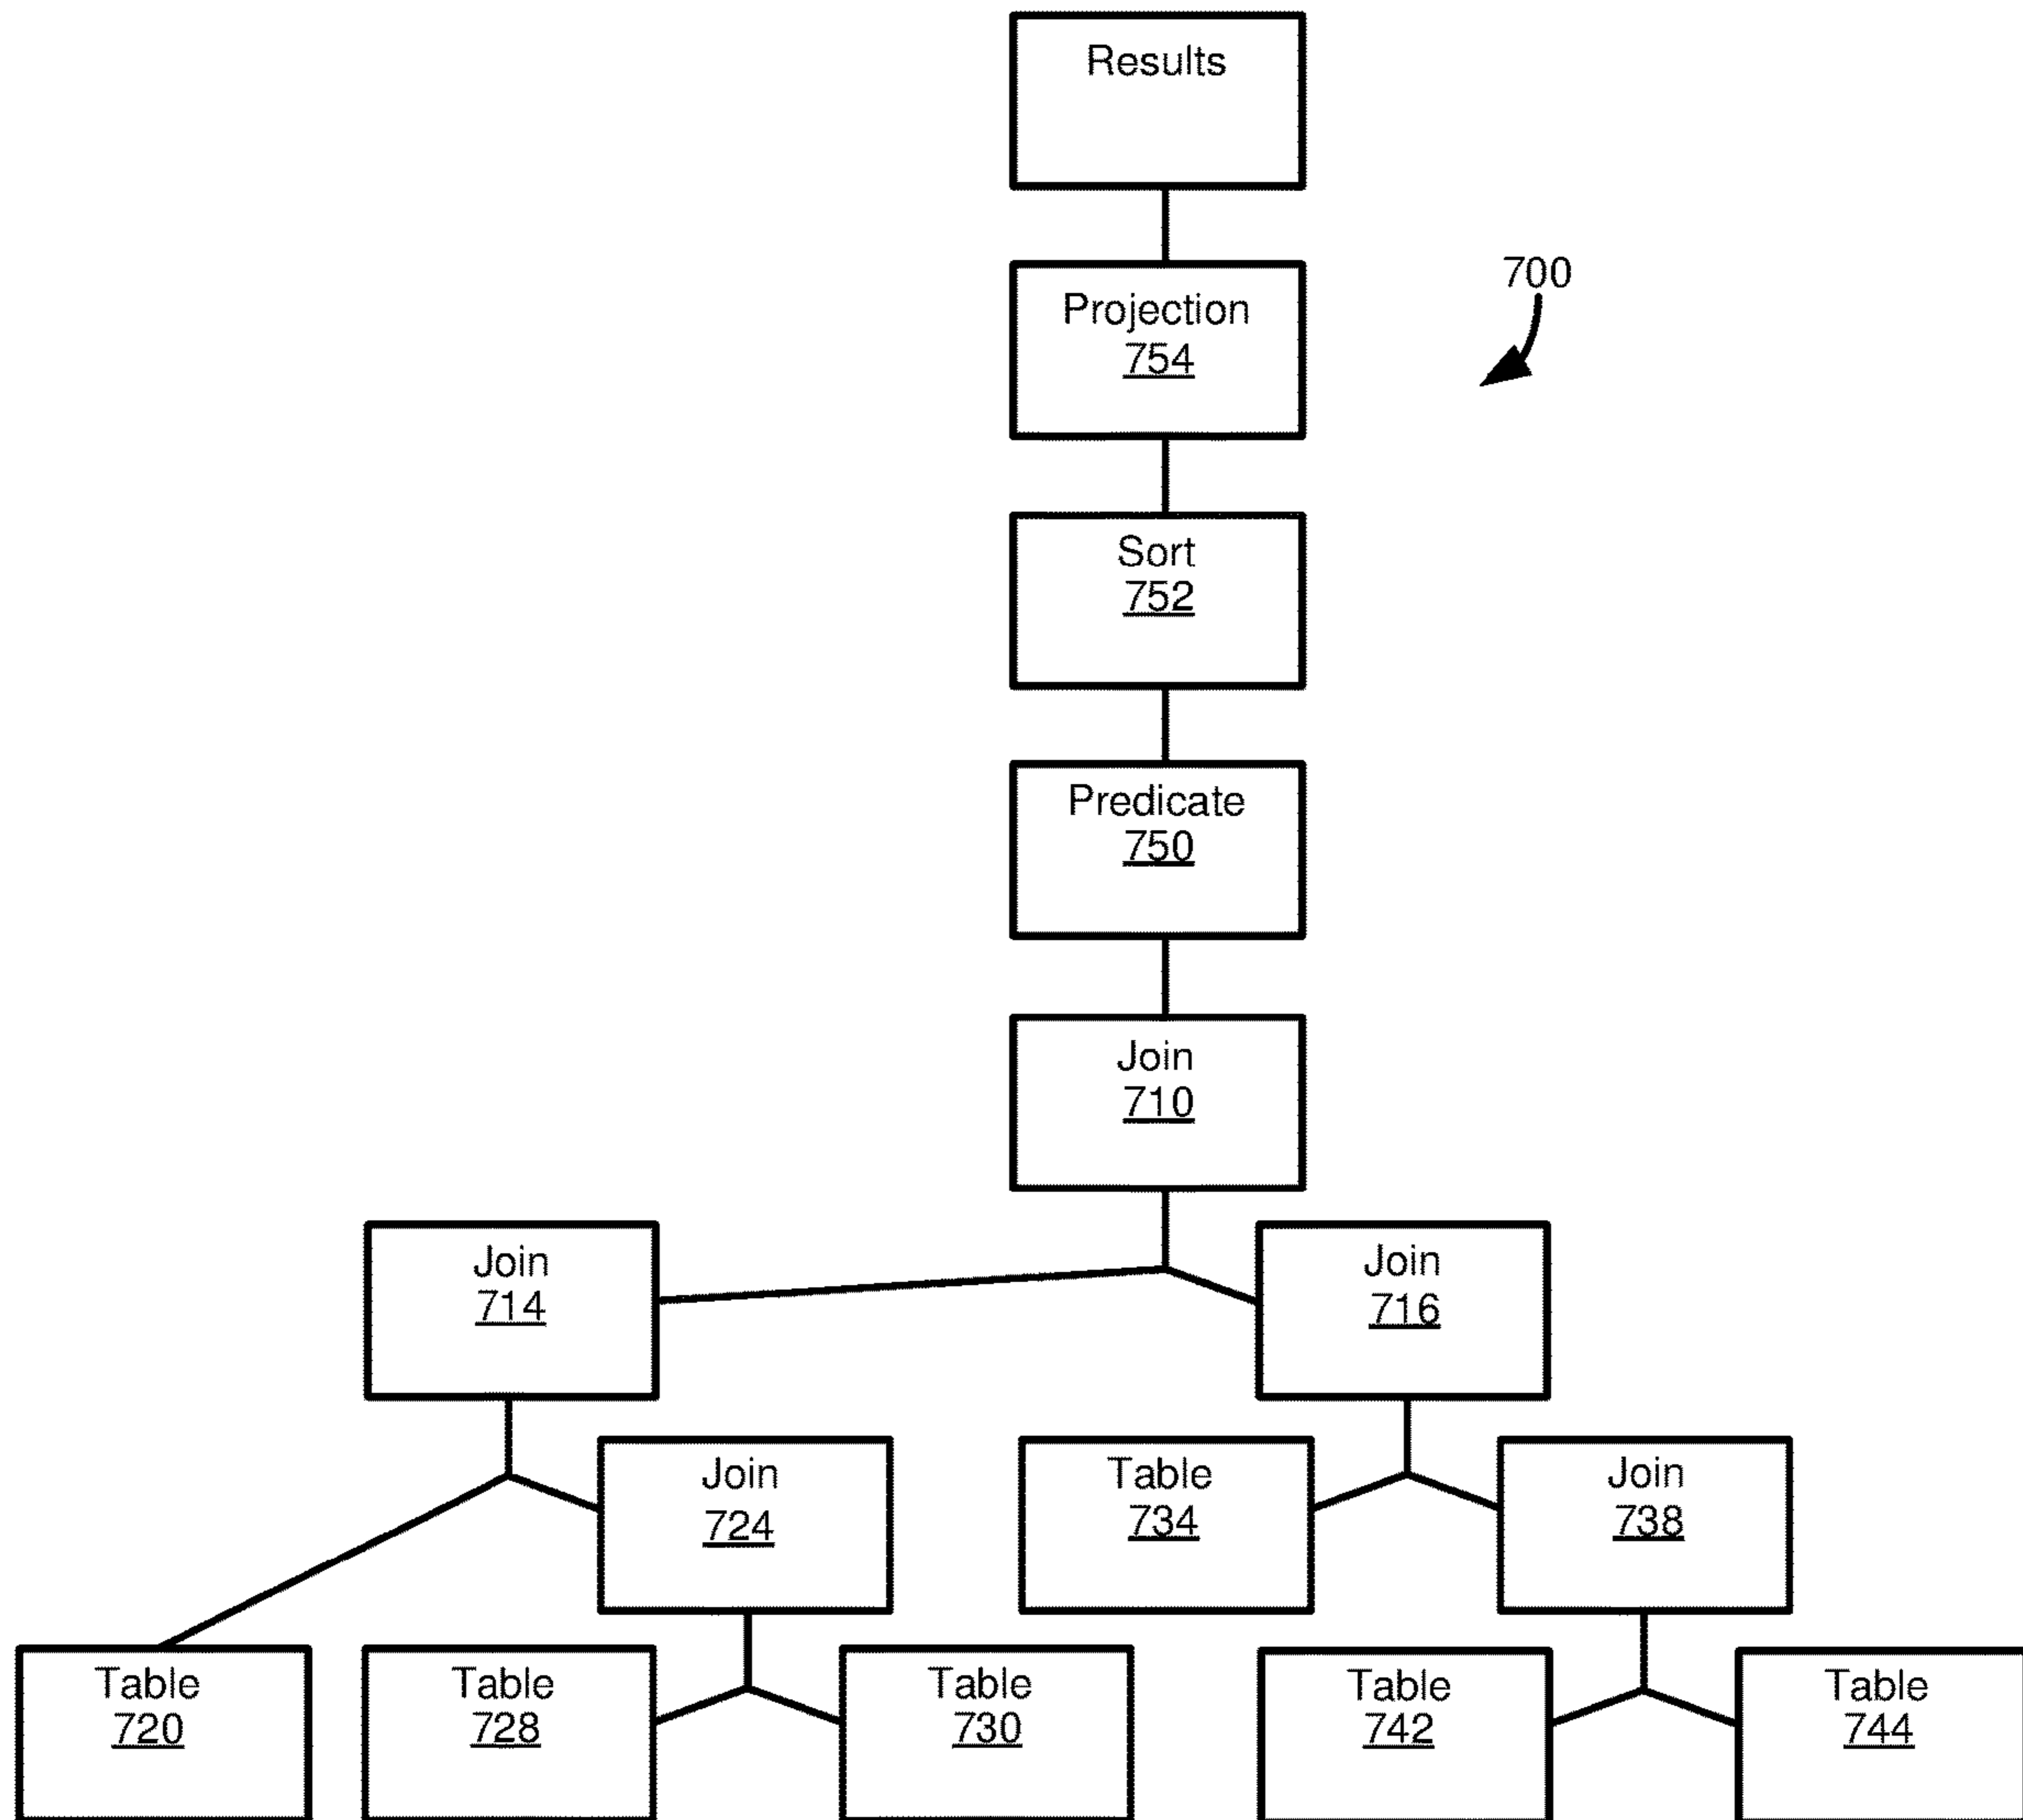 Results
Projection
754
700
Sort
752
Predicate
750
Join
710
Join
714
Join
716
Join
724
Table
734
Join
738
Table
720
Table
728
Table
730
Table
742
Table
744